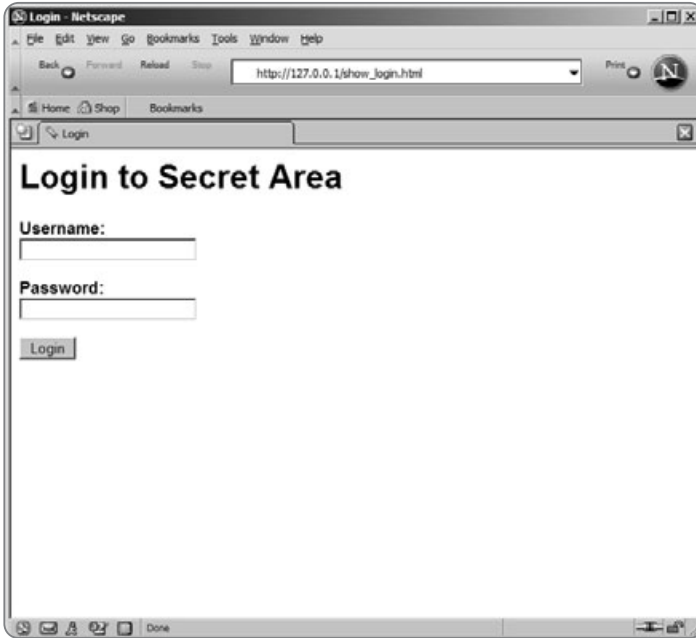 Login - Netscape
File Edit View Go Bookmarks Tools Window Help
Back Forward Reload Stop http://127.0.0.1/show_login.html Print N
Home Shop Bookmarks
Login
Login to Secret Area
Username:
Password:
Login
Done